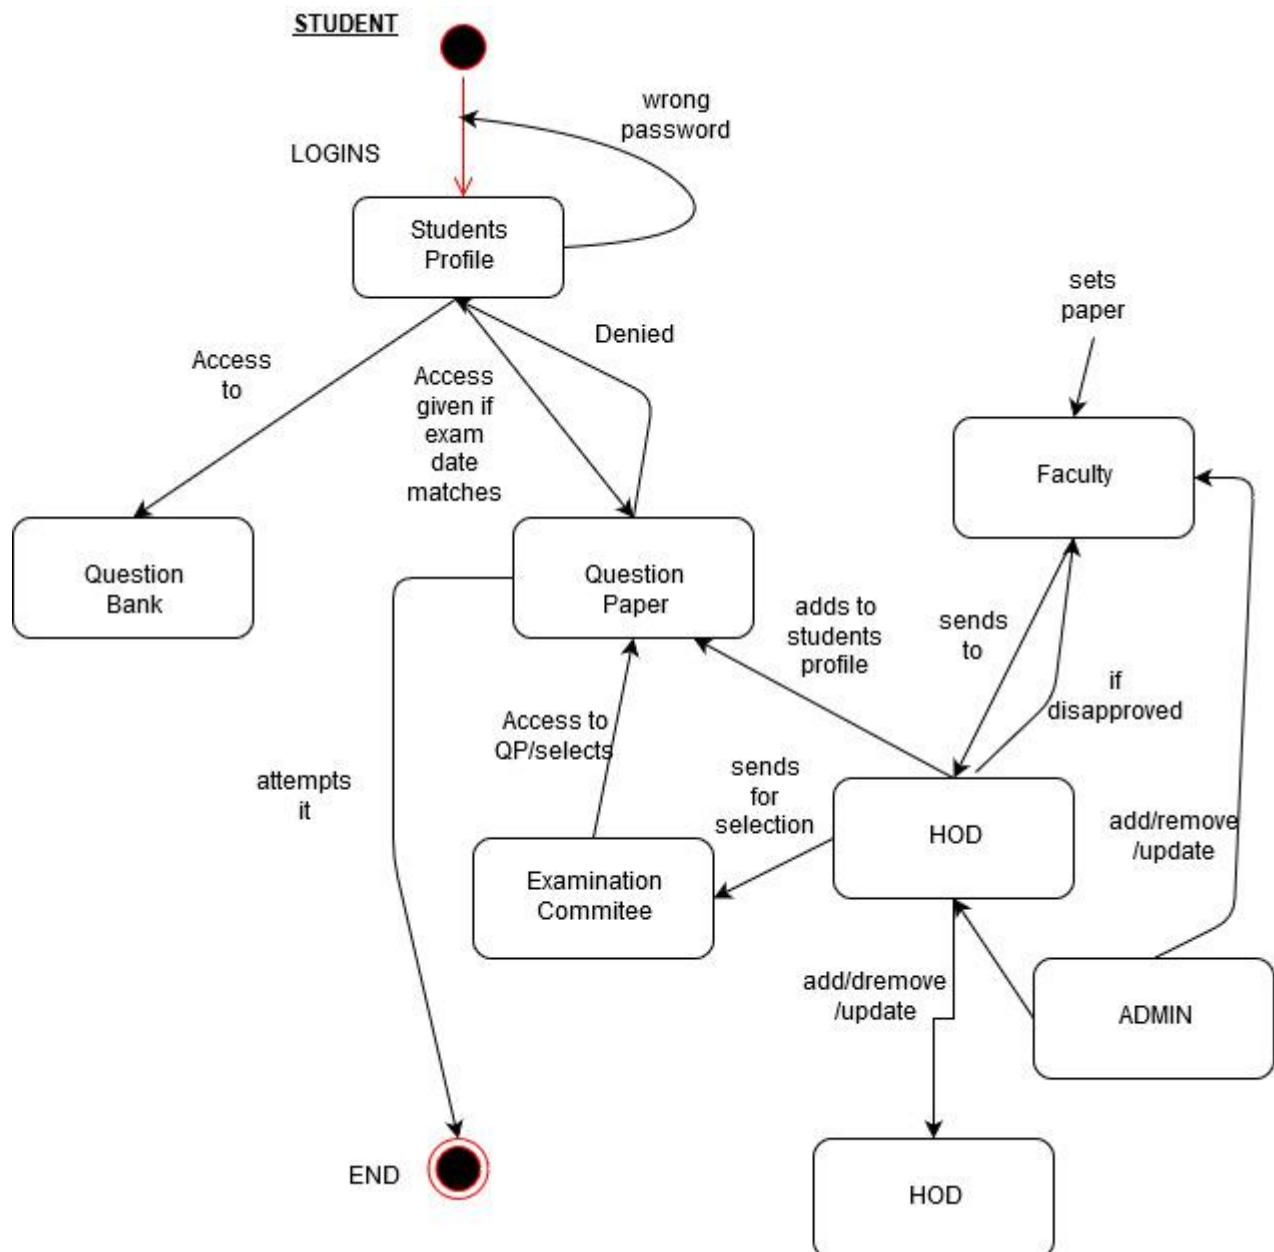 STUDENT
wrong
password
LOGINS
Students
Profile
sets
paper
Denied
Access
to
Access
given if
exam
date
matches
Faculty
Question
Bank
Question
Paper
adds to
students
profile
sends
to
if
disapproved
Access to
QP/selects
sends
for
selection
attempts
it
HOD
add/remove
/update
Examination
Commitee
add/dremove
/update
ADMIN
END
HOD